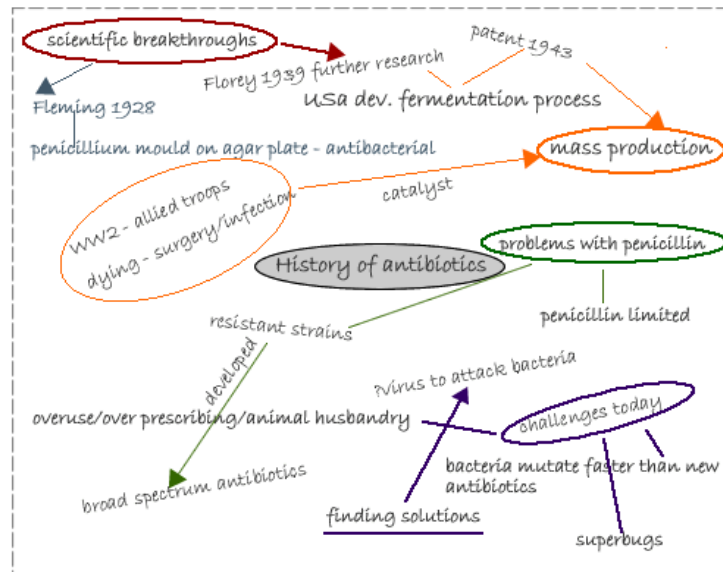 scientific breakthroughs
patent 1943
Florey 1939 further research
Fleming 1928
USa dev. fermentation process
penicillium mould on agar plate - antibacterial
mass production
WW2 - allied troops
dying - surgery/infection
catalyst
problems with penicillin
History of antibiotics
penicillin limited
resistant strains
developed
?virus to attack bacteria
overuse/over prescribing/animal husbandry
challenges today
broad spectrum antibiotics
bacteria mutate faster than new
antibiotics
finding solutions
superbugs